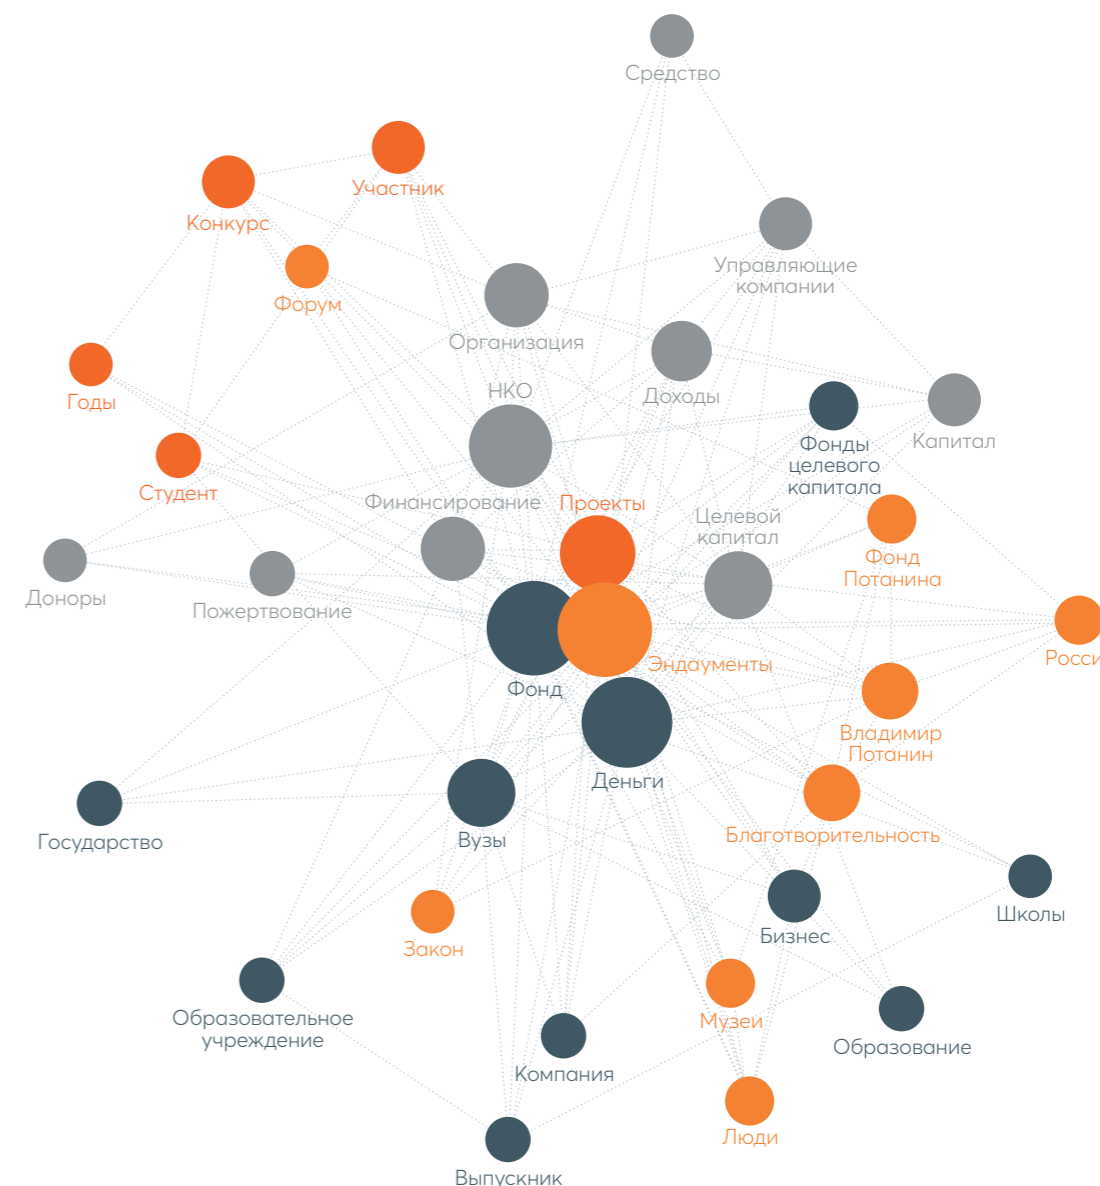 Средство
Участник
Конкурс
Управляющие
компании
Форум
Организация
НКО
Доходы
Годы
Капитал
Фонды
целевого
капитала
Студент
Финансирование
Проекты
Целевой
капитал
Фонд
Потанина
Доноры
Пожертвование
Эндаументы
Росси
Фонд
Владимир
Потанин
Деньги
Государство
Вузы
Благотворительность
Школы
Бизнес
Закон
Образовательное
учреждение
Музеи
Образование
Компания
Люди
Выпускник